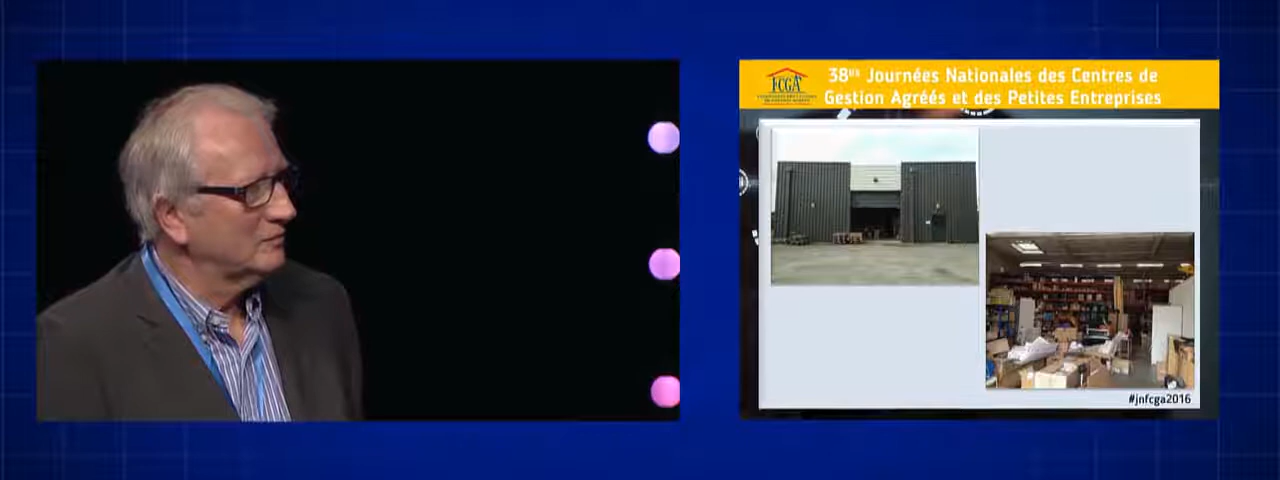 FCGA
38es Journées Nationales des Centres de
Gestion Agréés et des Petites Entreprises
#jnfcga2016